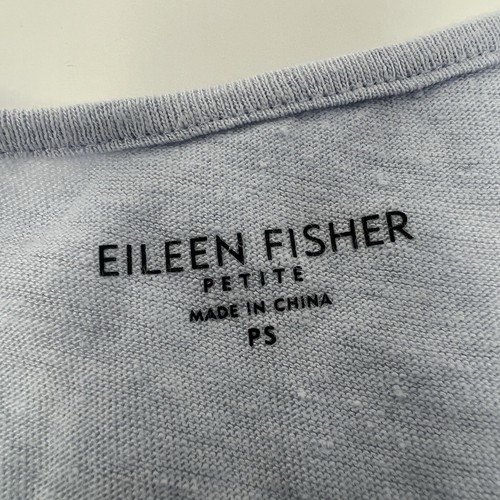 EILEEN FISHER
PETITE
MADE IN CHINA
PS